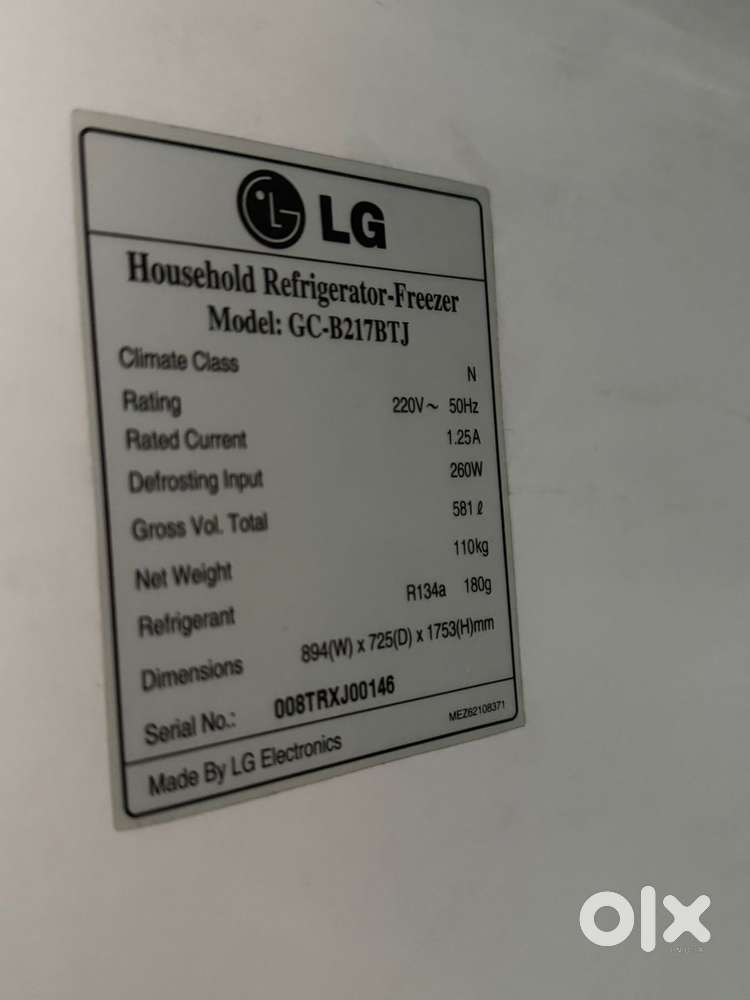 LG
Household Refrigerator-Freezer
Model: GC-B217BTJ
Climate Class N
Rating 220V~ 50Hz
Rated Current 1.25A
Defrosting Input 260W
Gross Vol. Total 581 ℓ
Net Weight 110kg
Refrigerant R134a 180g
Dimensions 894(W) x 725(D) x 1753(H)mm
Serial No.: 008TRXJ00146
Made By LG Electronics MEZ62108371
olx
INDIA